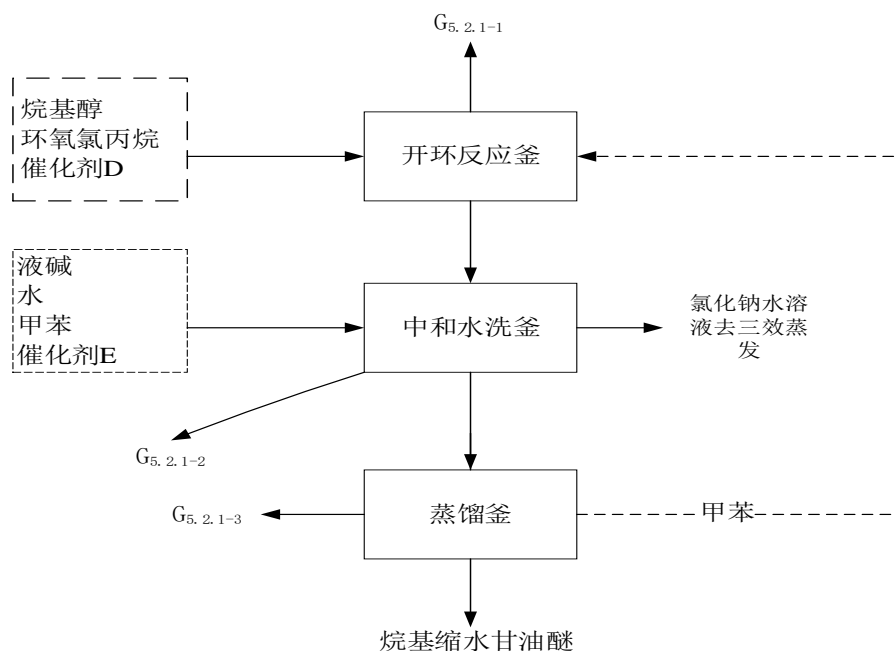 G5.2.1-1
烷基醇
环氧氯丙烷
催化剂D
开环反应釜
液碱
水
甲苯
催化剂E
中和水洗釜
氯化钠水溶
液去三效蒸
发
G5.2.1-2
G5.2.1-3
蒸馏釜
甲苯
烷基缩水甘油醚